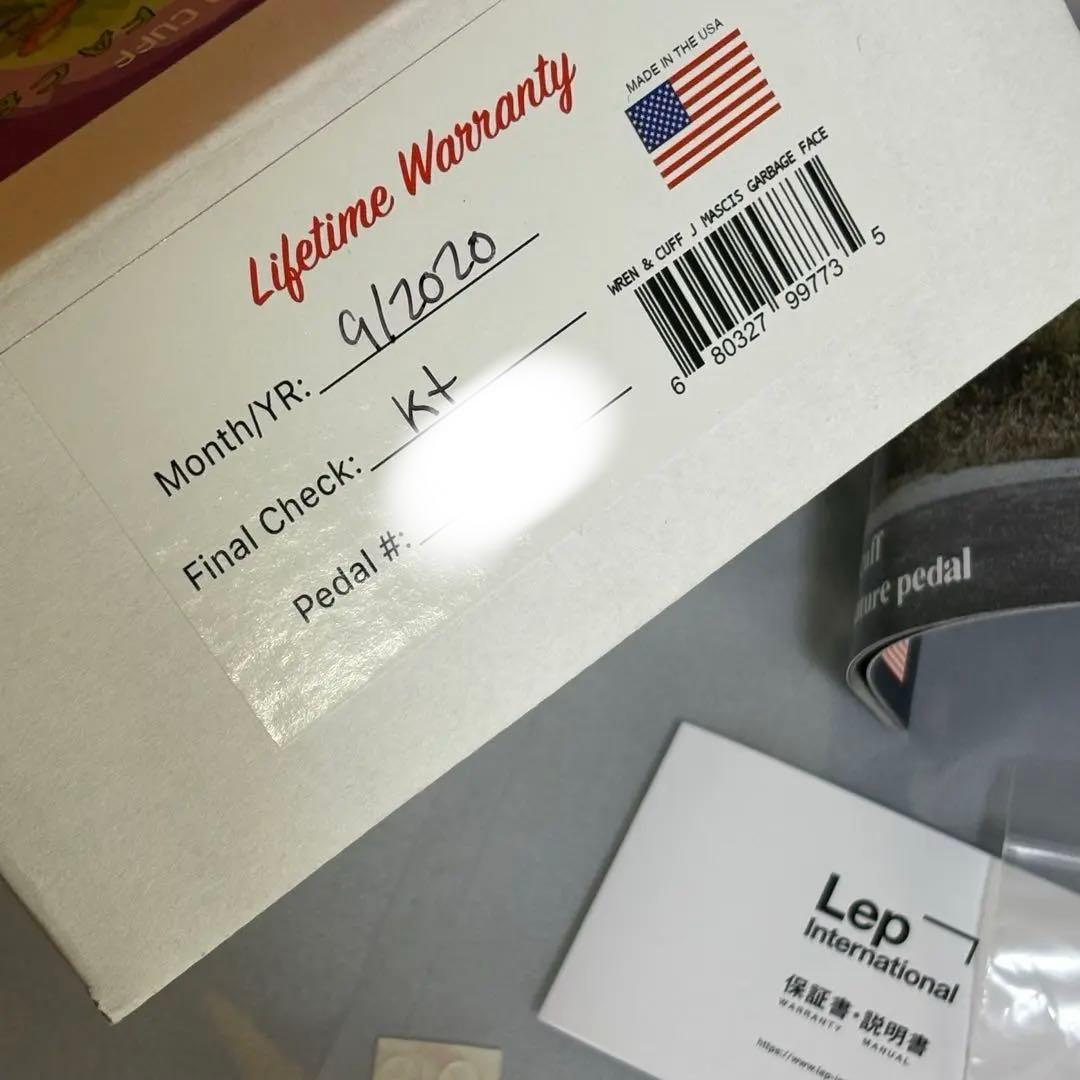 CUFF
Lifetime Warranty
MADE IN THE USA
Month/YR: 9/2020
Final Check: Kt
Pedal #:
WREN & CUFF J MASCIS GARBAGE FACE
6 80327 99773 5
pedal
Lep
International
保証書・説明書
WARRANTY MANUAL